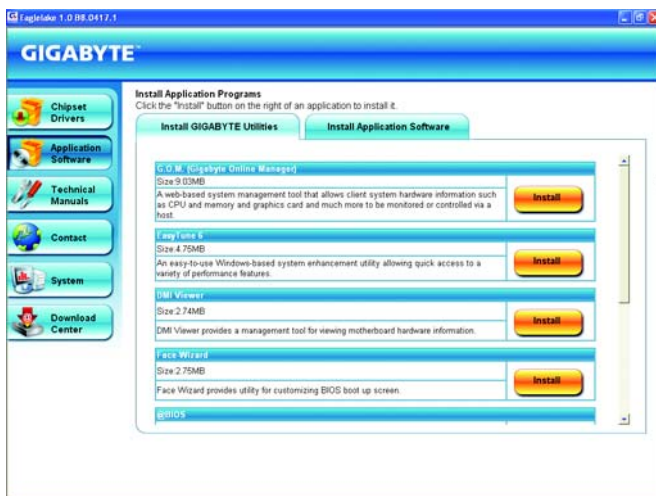 Eaglelake 1.0 B8.0417.1
GIGABYTE™
Chipset
Drivers
Application
Software
Technical
Manuals
Contact
System
Download
Center
Install Application Programs
Click the "Install" button on the right of an application to install it.
Install GIGABYTE Utilities
Install Application Software
G.O.M. (Gigabyte Online Manager)
Size:9.03MB
A web-based system management tool that allows client system hardware information such
as CPU and memory and graphics card and much more to be monitored or controlled via a
host.
Install
EasyTune 6
Size:4.75MB
An easy-to-use Windows-based system enhancement utility allowing quick access to a
variety of performance features.
Install
DMI Viewer
Size:2.74MB
DMI Viewer provides a management tool for viewing motherboard hardware information.
Install
Face Wizard
Size:2.75MB
Face Wizard provides utility for customizing BIOS boot up screen.
Install
@BIOS